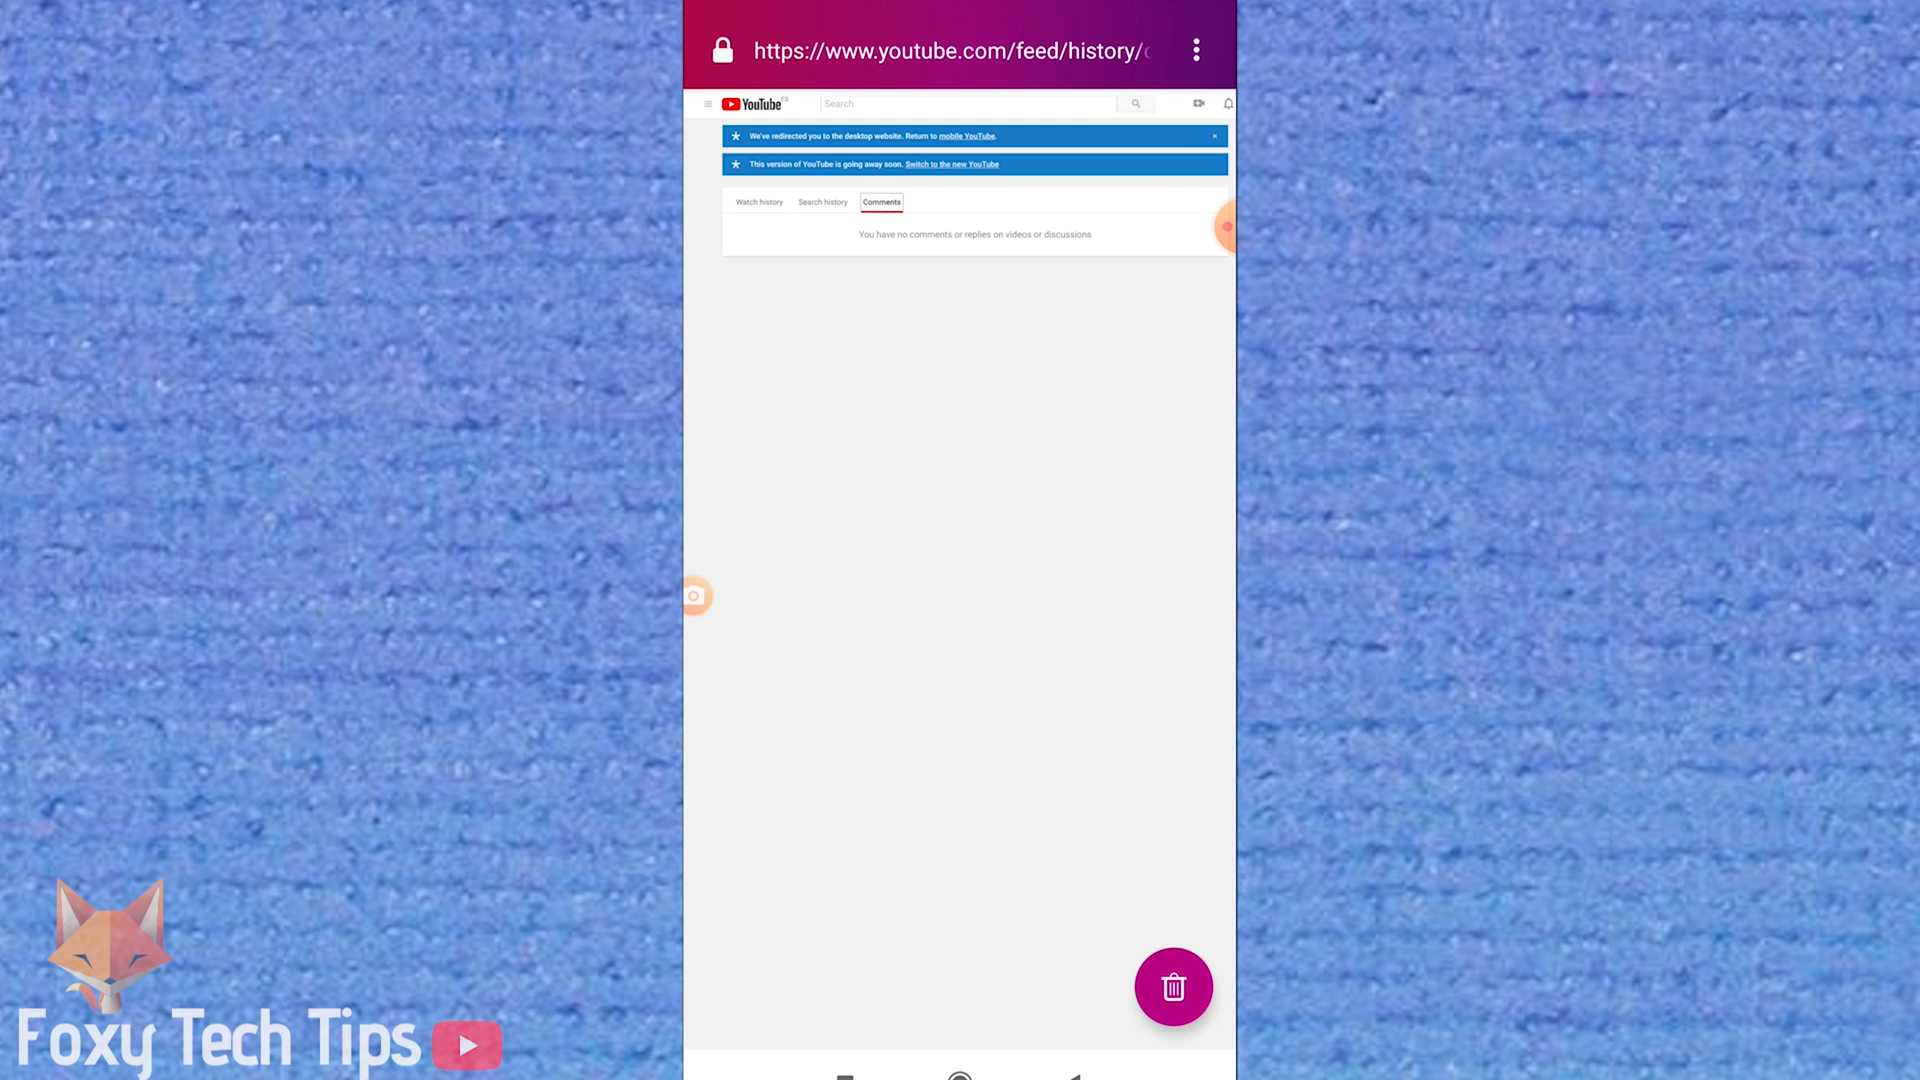 https://www.youtube.com/feed/history/
YouTube ES
Search
We've redirected you to the desktop website. Return to mobile YouTube.
This version of YouTube is going away soon. Switch to the new YouTube
Watch history Search history Comments
You have no comments or replies on videos or discussions
Foxy Tech Tips